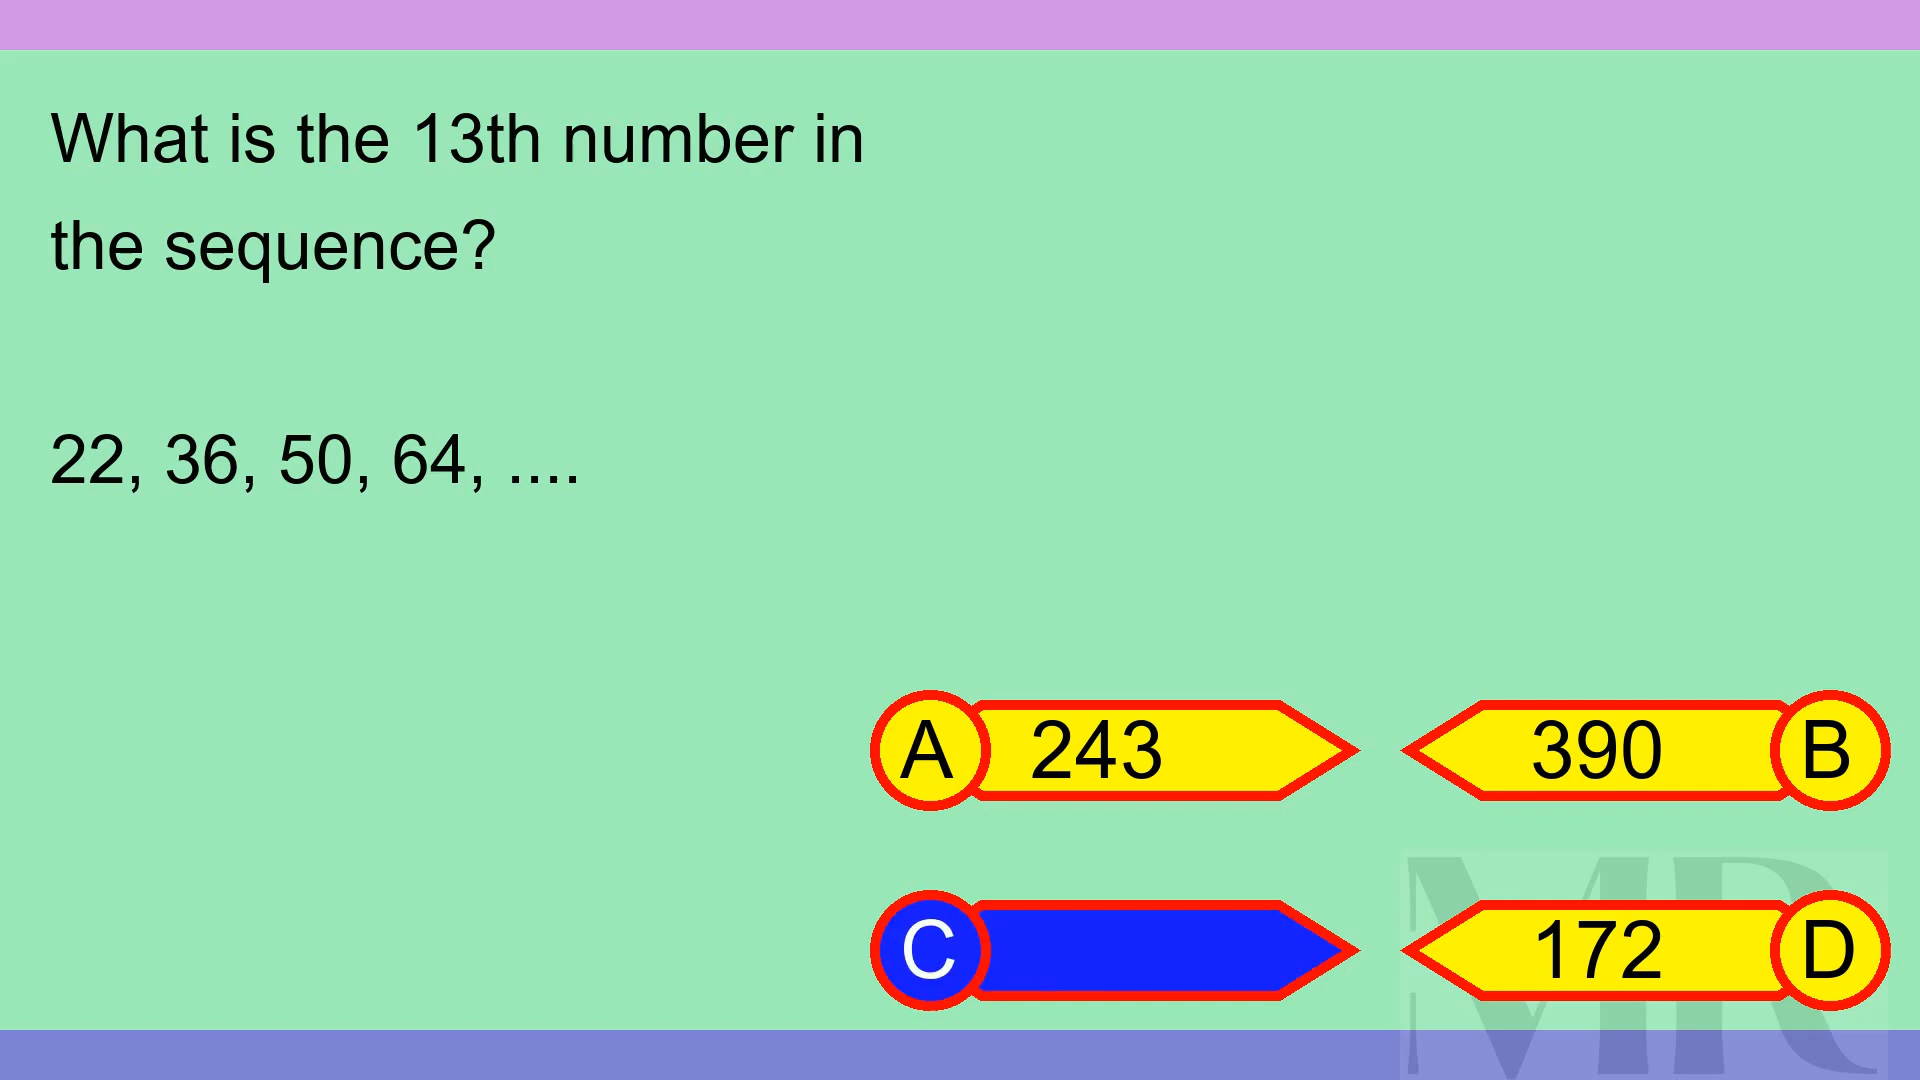 What is the 13th number in
the sequence?
22, 36, 50, 64, ....
A 243
390 B
C
172 D
MR